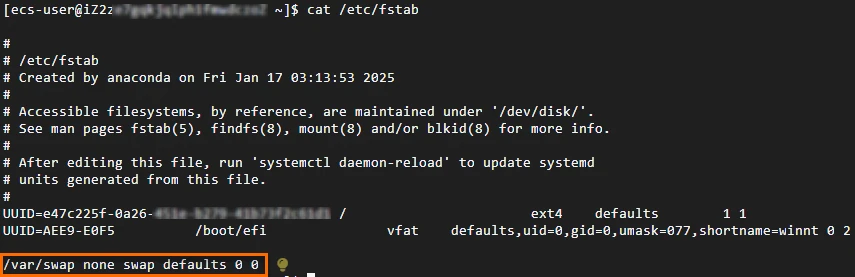 [ecs-user@iZ2z ~]$ cat /etc/fstab
#
# /etc/fstab
# Created by anaconda on Fri Jan 17 03:13:53 2025
#
# Accessible filesystems, by reference, are maintained under '/dev/disk/'.
# See man pages fstab(5), findfs(8), mount(8) and/or blkid(8) for more info.
#
# After editing this file, run 'systemctl daemon-reload' to update systemd
# units generated from this file.
#
UUID=e47c225f-0a26- / ext4 defaults 1 1
UUID=AEE9-E0F5 /boot/efi vfat defaults,uid=0,gid=0,umask=077,shortname=winnt 0 2
/var/swap none swap defaults 0 0